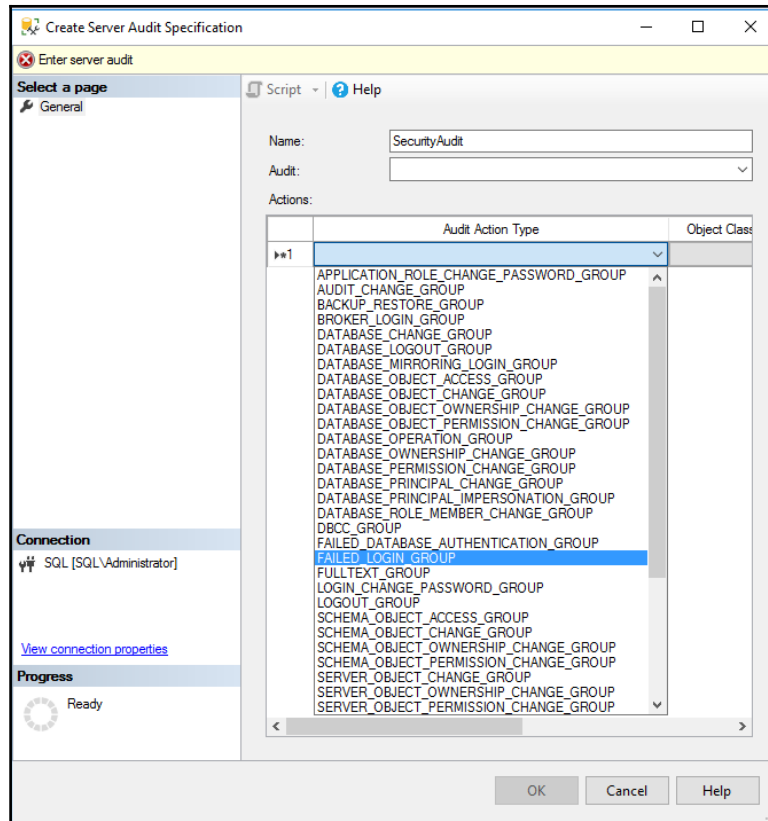 Create Server Audit Specification
Enter server audit
Select a page
General
Script
Help
Name:
SecurityAudit
Audit:
Actions:
Audit Action Type
Object Class
*1
APPLICATION_ROLE_CHANGE_PASSWORD_GROUP
AUDIT_CHANGE_GROUP
BACKUP_RESTORE_GROUP
BROKER_LOGIN_GROUP
DATABASE_CHANGE_GROUP
DATABASE_LOGOUT_GROUP
DATABASE_MIRRORING_LOGIN_GROUP
DATABASE_OBJECT_ACCESS_GROUP
DATABASE_OBJECT_CHANGE_GROUP
DATABASE_OBJECT_OWNERSHIP_CHANGE_GROUP
DATABASE_OBJECT_PERMISSION_CHANGE_GROUP
DATABASE_OPERATION_GROUP
DATABASE_OWNERSHIP_CHANGE_GROUP
DATABASE_PERMISSION_CHANGE_GROUP
DATABASE_PRINCIPAL_CHANGE_GROUP
DATABASE_PRINCIPAL_IMPERSONATION_GROUP
DATABASE_ROLE_MEMBER_CHANGE_GROUP
DBCC_GROUP
FAILED_DATABASE_AUTHENTICATION_GROUP
FAILED_LOGIN_GROUP
FULLTEXT_GROUP
LOGIN_CHANGE_PASSWORD_GROUP
LOGOUT_GROUP
SCHEMA_OBJECT_ACCESS_GROUP
SCHEMA_OBJECT_CHANGE_GROUP
SCHEMA_OBJECT_OWNERSHIP_CHANGE_GROUP
SCHEMA_OBJECT_PERMISSION_CHANGE_GROUP
SERVER_OBJECT_CHANGE_GROUP
SERVER_OBJECT_OWNERSHIP_CHANGE_GROUP
SERVER_OBJECT_PERMISSION_CHANGE_GROUP
Connection
SQL [SQL\Administrator]
View connection properties
Progress
Ready
OK
Cancel
Help